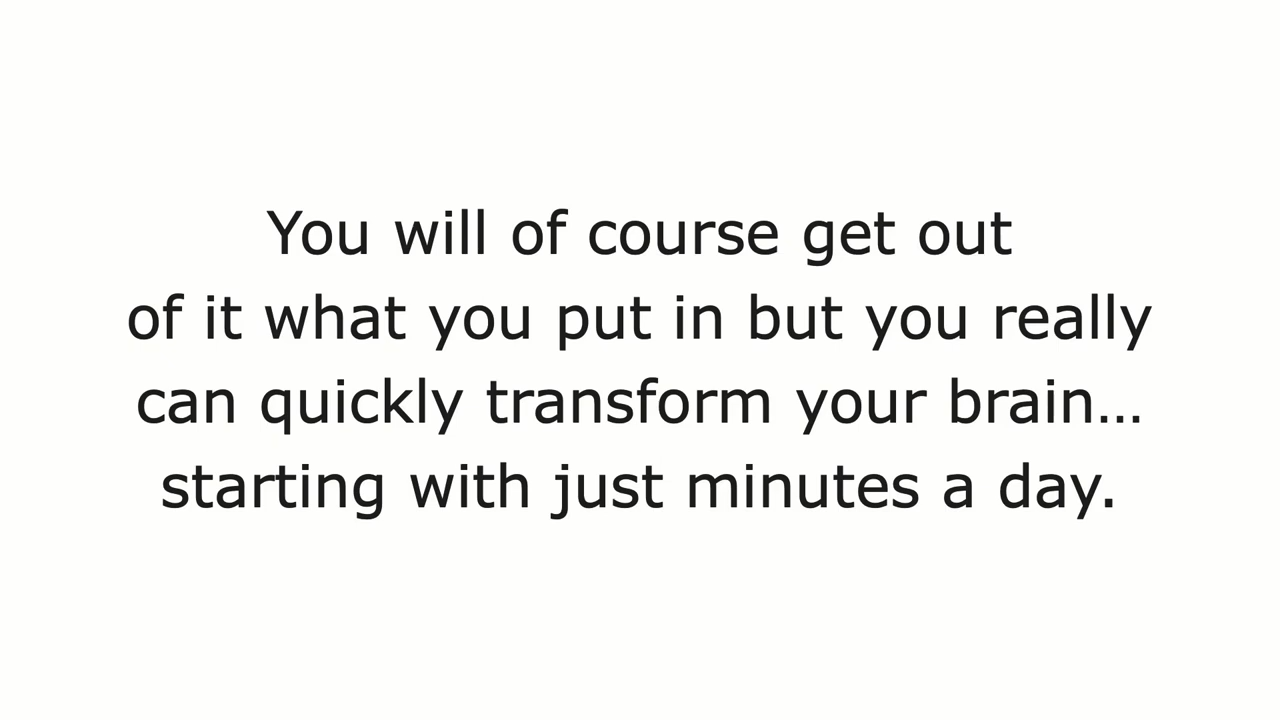 You will of course get out
of it what you put in but you really
can quickly transform your brain…
starting with just minutes a day.